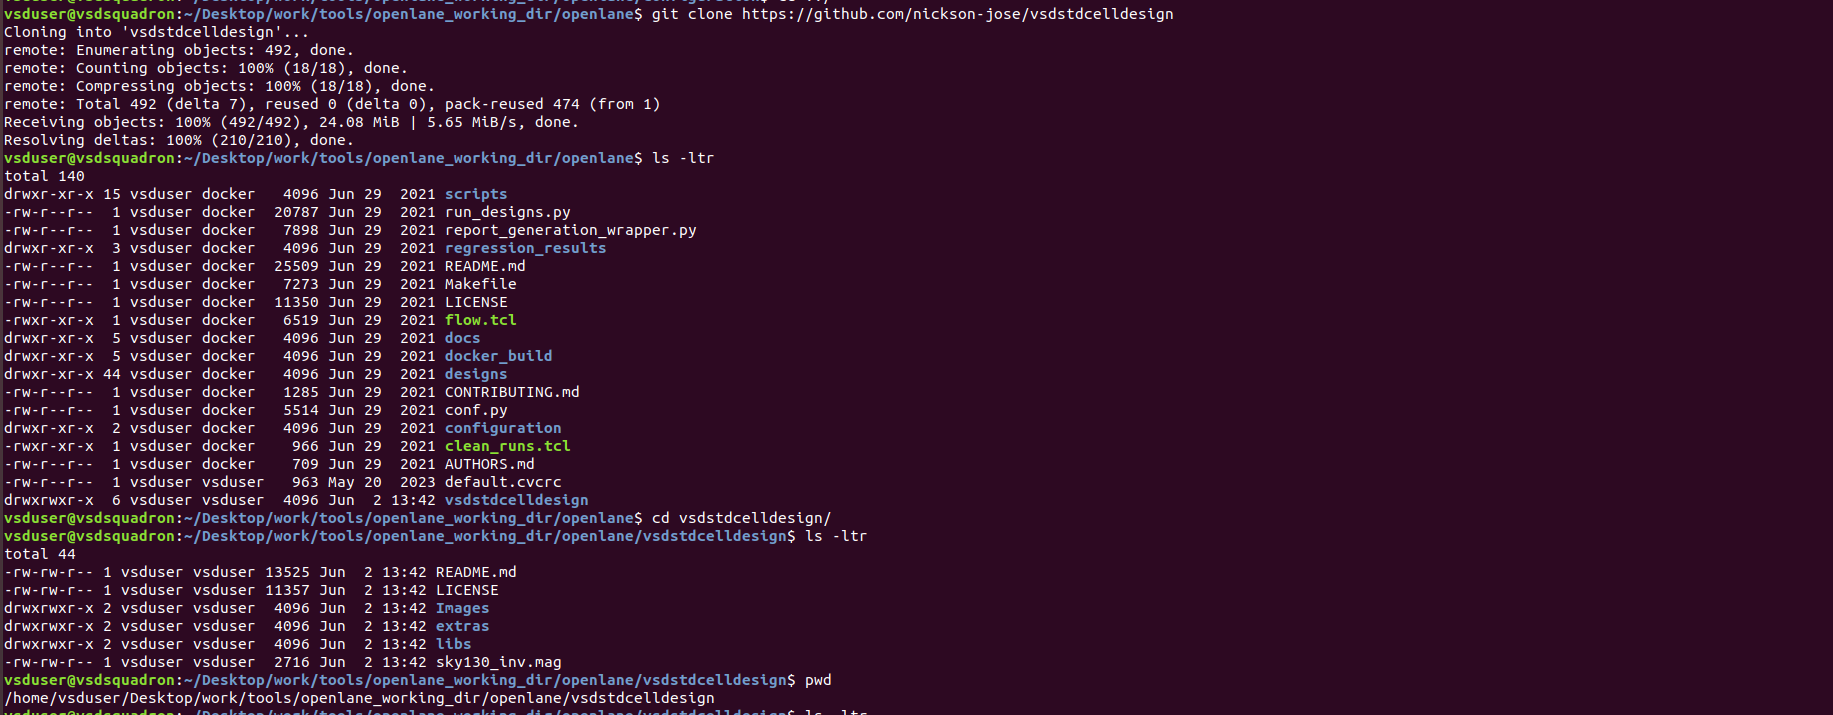 vsduser@vsdsquadron:~/Desktop/work/tools/openlane_working_dir/openlane$ git clone https://github.com/nickson-jose/vsdstdcelldesign
Cloning into 'vsdstdcelldesign'...
remote: Enumerating objects: 492, done.
remote: Counting objects: 100% (18/18), done.
remote: Compressing objects: 100% (18/18), done.
remote: Total 492 (delta 7), reused 0 (delta 0), pack-reused 474 (from 1)
Receiving objects: 100% (492/492), 24.08 MiB | 5.65 MiB/s, done.
Resolving deltas: 100% (210/210), done.
vsduser@vsdsquadron:~/Desktop/work/tools/openlane_working_dir/openlane$ ls -ltr
total 140
drwxr-xr-x 15 vsduser docker   4096 Jun 29  2021 scripts
-rw-r--r--  1 vsduser docker  20787 Jun 29  2021 run_designs.py
-rw-r--r--  1 vsduser docker   7898 Jun 29  2021 report_generation_wrapper.py
drwxr-xr-x  3 vsduser docker   4096 Jun 29  2021 regression_results
-rw-r--r--  1 vsduser docker  25509 Jun 29  2021 README.md
-rw-r--r--  1 vsduser docker   7273 Jun 29  2021 Makefile
-rw-r--r--  1 vsduser docker  11350 Jun 29  2021 LICENSE
-rwxr-xr-x  1 vsduser docker   6519 Jun 29  2021 flow.tcl
drwxr-xr-x  5 vsduser docker   4096 Jun 29  2021 docs
drwxr-xr-x  5 vsduser docker   4096 Jun 29  2021 docker_build
drwxr-xr-x 44 vsduser docker   4096 Jun 29  2021 designs
-rw-r--r--  1 vsduser docker   1285 Jun 29  2021 CONTRIBUTING.md
-rw-r--r--  1 vsduser docker   5514 Jun 29  2021 conf.py
drwxr-xr-x  2 vsduser docker   4096 Jun 29  2021 configuration
-rwxr-xr-x  1 vsduser docker    966 Jun 29  2021 clean_runs.tcl
-rw-r--r--  1 vsduser docker    709 Jun 29  2021 AUTHORS.md
-rw-r--r--  1 vsduser vsduser   963 May 20  2023 default.cvcrc
drwxrwxr-x  6 vsduser vsduser  4096 Jun  2 13:42 vsdstdcelldesign
vsduser@vsdsquadron:~/Desktop/work/tools/openlane_working_dir/openlane$ cd vsdstdcelldesign/
vsduser@vsdsquadron:~/Desktop/work/tools/openlane_working_dir/openlane/vsdstdcelldesign$ ls -ltr
total 44
-rw-rw-r-- 1 vsduser vsduser 13525 Jun  2 13:42 README.md
-rw-rw-r-- 1 vsduser vsduser 11357 Jun  2 13:42 LICENSE
drwxrwxr-x 2 vsduser vsduser  4096 Jun  2 13:42 Images
drwxrwxr-x 2 vsduser vsduser  4096 Jun  2 13:42 extras
drwxrwxr-x 2 vsduser vsduser  4096 Jun  2 13:42 libs
-rw-rw-r-- 1 vsduser vsduser  2716 Jun  2 13:42 sky130_inv.mag
vsduser@vsdsquadron:~/Desktop/work/tools/openlane_working_dir/openlane/vsdstdcelldesign$ pwd
/home/vsduser/Desktop/work/tools/openlane_working_dir/openlane/vsdstdcelldesign